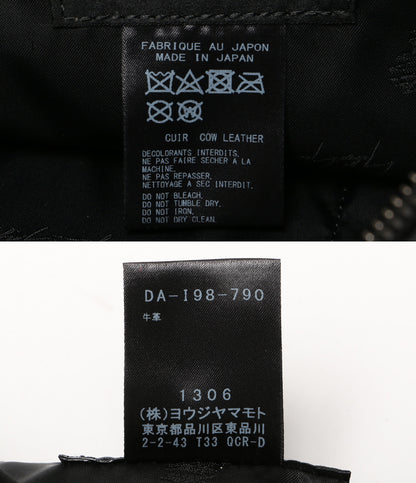 FABRIQUE AU JAPON
MADE IN JAPAN
CUIR COW LEATHER
DECOLORANTS INTERDITS.
NE PAS FAIRE SECHER A LA
MACHINE.
NE PAS REPASSER.
NETTOYAGE A SEC INTERDIT.
DO NOT BLEACH.
DO NOT TUMBLE DRY.
DO NOT IRON.
DO NOT DRY CLEAN.
DA-I98-790
牛革
1306
(株)ヨウジヤマモト
東京都品川区東品川
2-2-43 T33 QCR-D